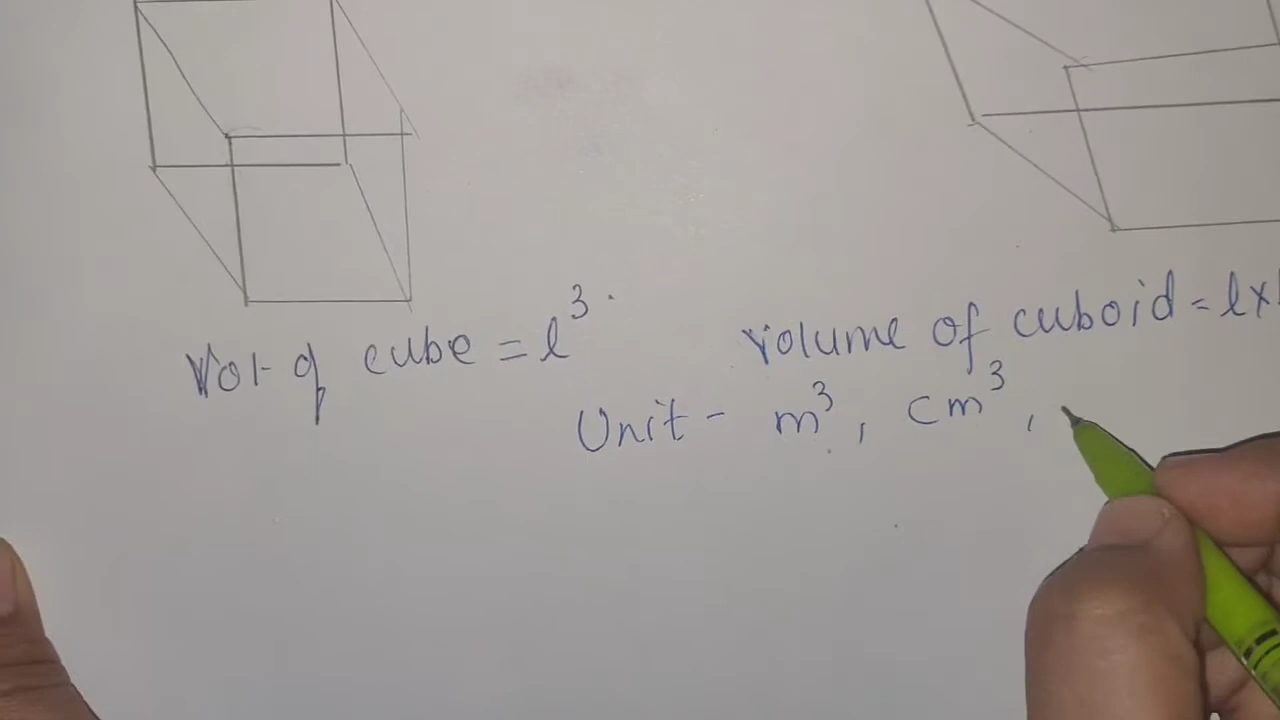 Vol. of cube = l³.
Volume of cuboid = l×
Unit - m³, cm³,